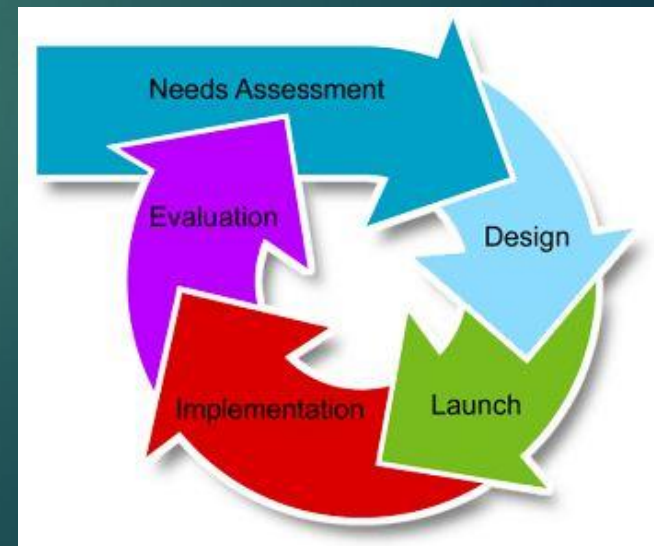 Needs Assessment
Design
Launch
Implementation
Evaluation